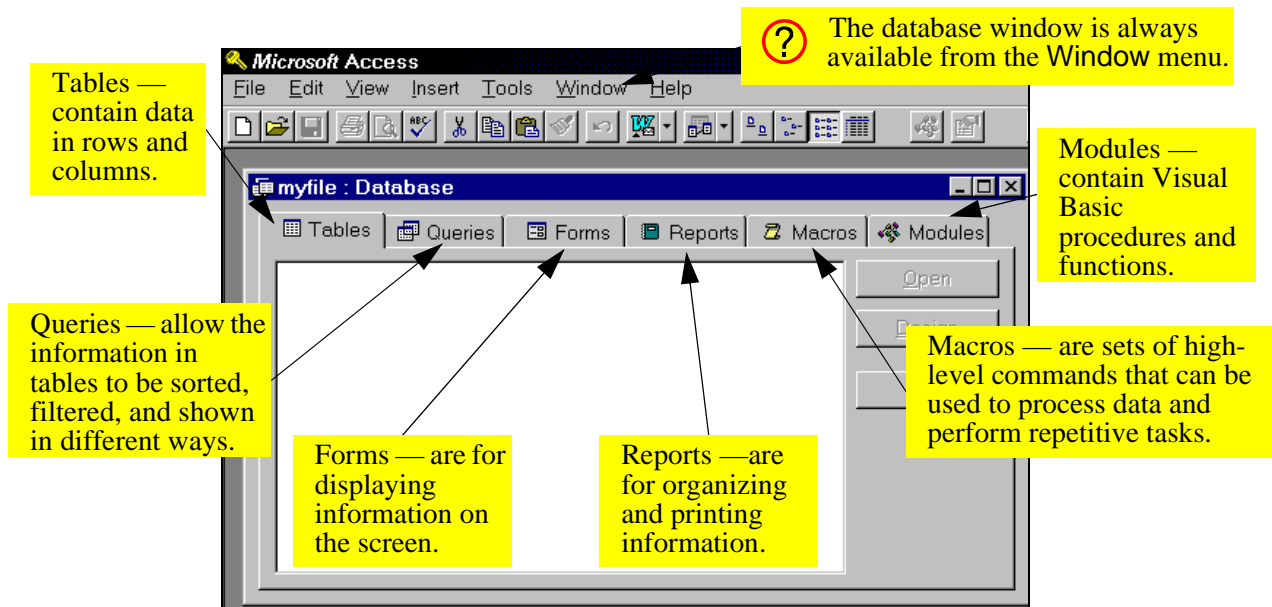 The database window is always
available from the Window menu.
Microsoft Access
File Edit View Insert Tools Window Help
Tables —
contain data
in rows and
columns.
Modules —
contain Visual
Basic
procedures and
functions.
myfile : Database
Tables Queries Forms Reports Macros Modules
Open
Queries — allow the
information in
tables to be sorted,
filtered, and shown
in different ways.
Macros — are sets of high-
level commands that can be
used to process data and
perform repetitive tasks.
Forms — are for
displaying
information on
the screen.
Reports —are
for organizing
and printing
information.